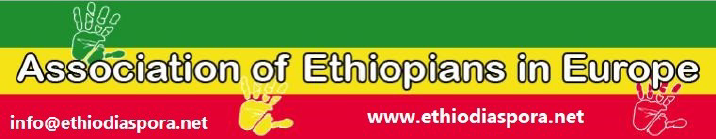 Association of Ethiopians in Europe
info@ethiodiaspora.net
www.ethiodiaspora.net